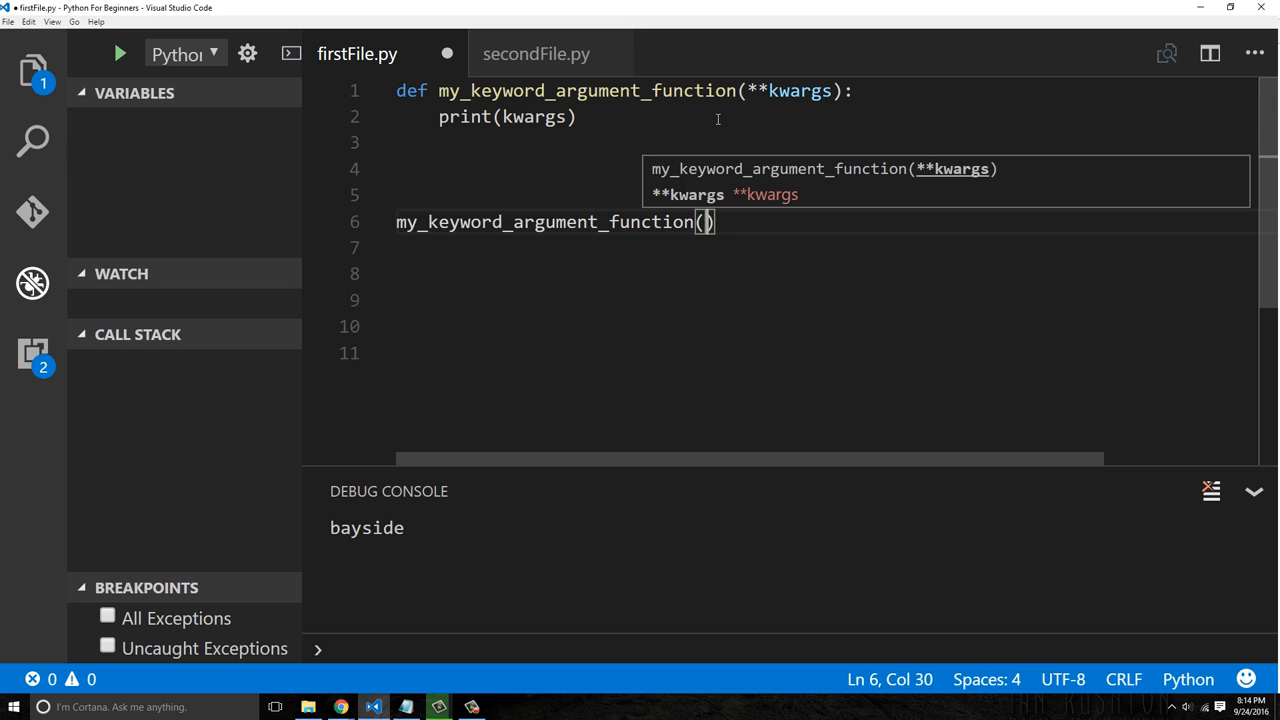 firstFile.py - Python For Beginners - Visual Studio Code
File Edit View Go Help
1
2
Python
VARIABLES
WATCH
CALL STACK
BREAKPOINTS
All Exceptions
Uncaught Exceptions
firstFile.py secondFile.py
1 def my_keyword_argument_function(**kwargs):
2 print(kwargs)
3
4
5
6 my_keyword_argument_function()
7
8
9
10
11
my_keyword_argument_function(**kwargs)
**kwargs **kwargs
DEBUG CONSOLE
bayside
0 0
Ln 6, Col 30 Spaces: 4 UTF-8 CRLF Python
I'm Cortana. Ask me anything.
8:14 PM
9/24/2016